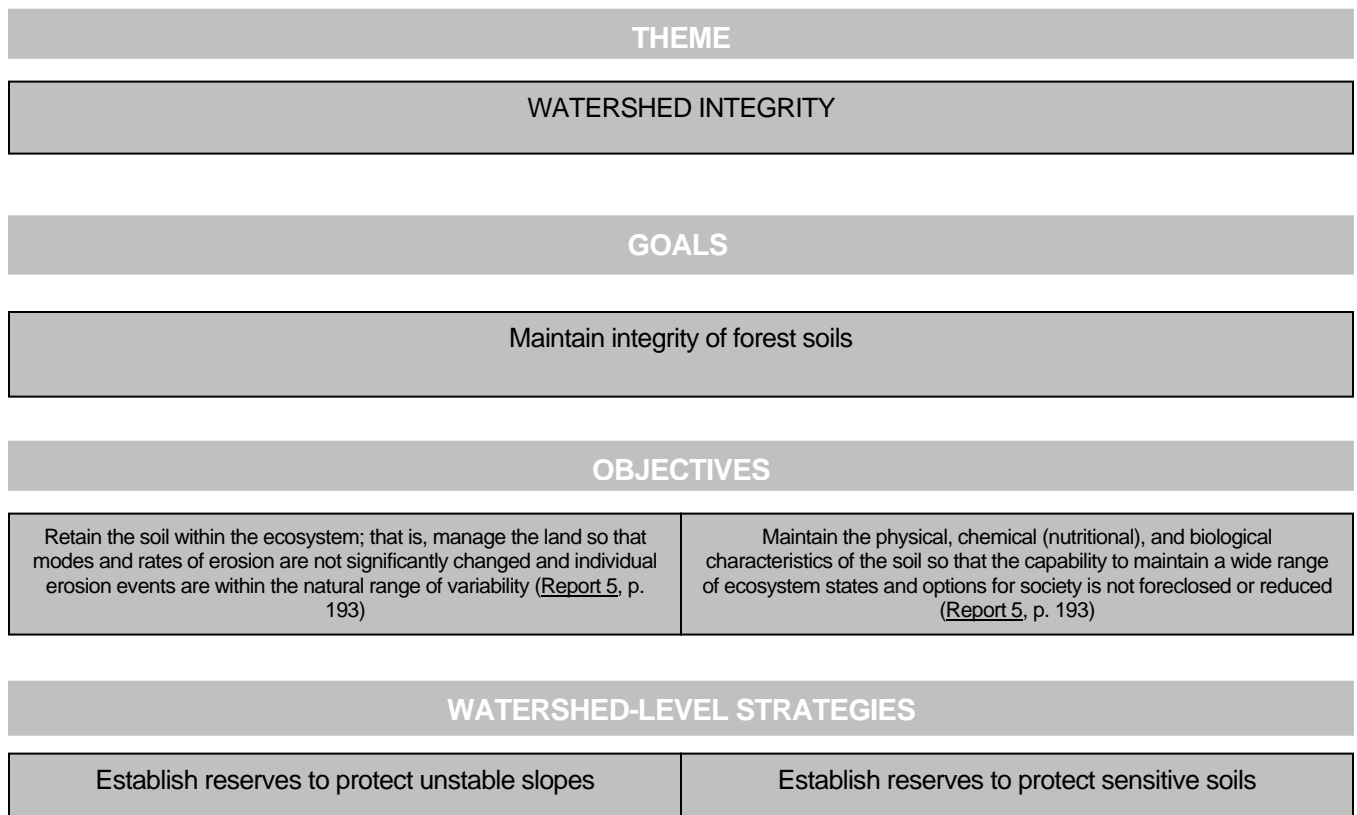 THEME
WATERSHED INTEGRITY
GOALS
Maintain integrity of forest soils
OBJECTIVES
Retain the soil within the ecosystem; that is, manage the land so that
modes and rates of erosion are not significantly changed and individual
erosion events are within the natural range of variability (Report 5, p.
193)
Maintain the physical, chemical (nutritional), and biological
characteristics of the soil so that the capability to maintain a wide range
of ecosystem states and options for society is not foreclosed or reduced
(Report 5, p. 193)
WATERSHED-LEVEL STRATEGIES
Establish reserves to protect unstable slopes
Establish reserves to protect sensitive soils